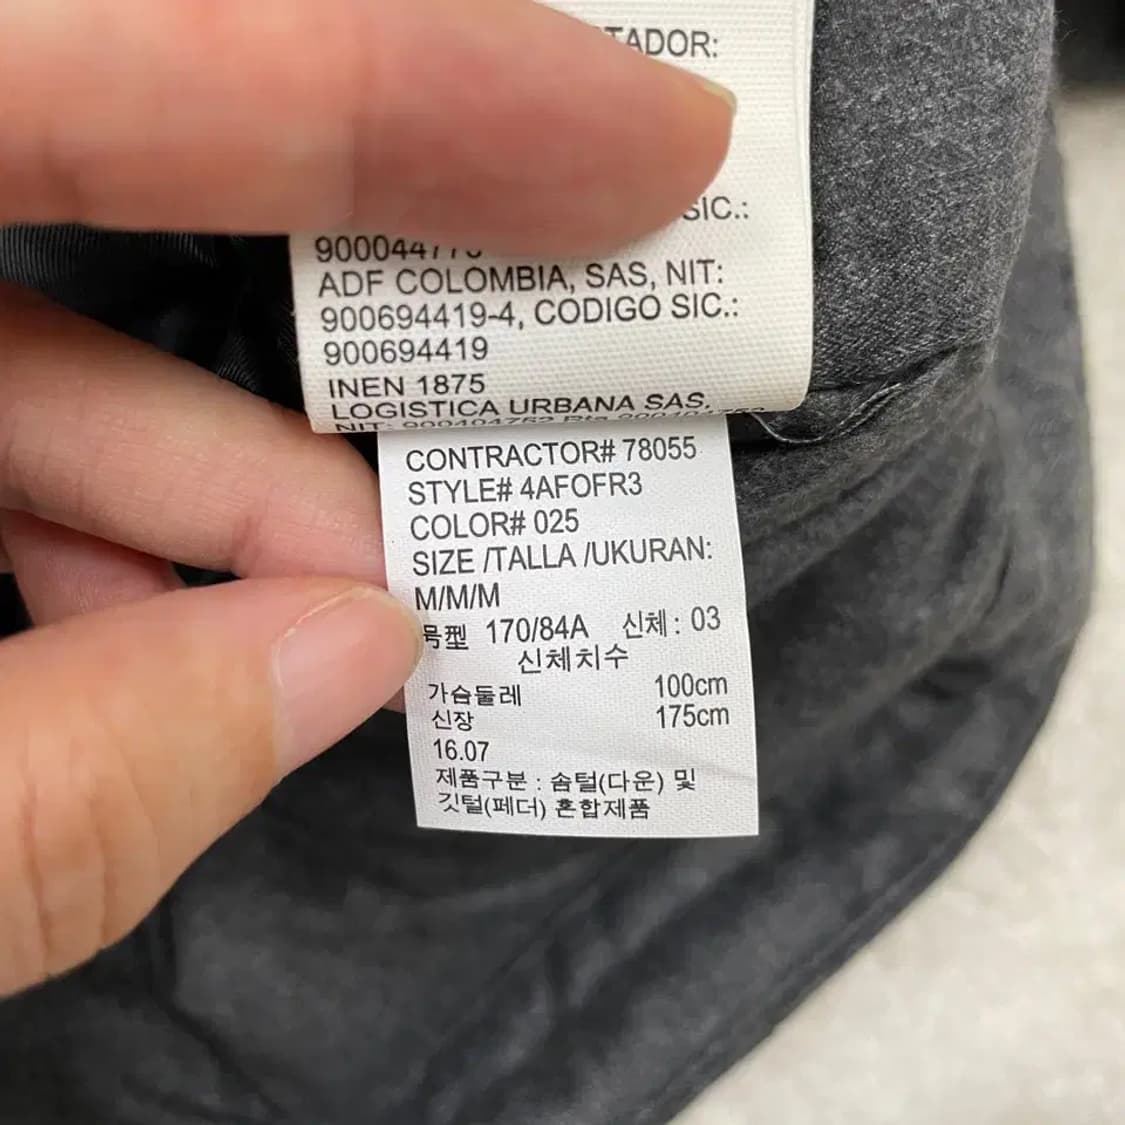 TADOR:
SIC.:
ADF COLOMBIA, SAS, NIT:
900694419-4, CODIGO SIC.:
900694419
INEN 1875
LOGISTICA URBANA SAS,
NIT:
CONTRACTOR# 78055
STYLE# 4AFOFR3
COLOR# 025
SIZE /TALLA /UKURAN:
M/M/M
号型 170/84A 신체: 03
신체치수
가슴둘레 100cm
신장 175cm
16.07
제품구분 : 솜털(다운) 및
깃털(페더) 혼합제품